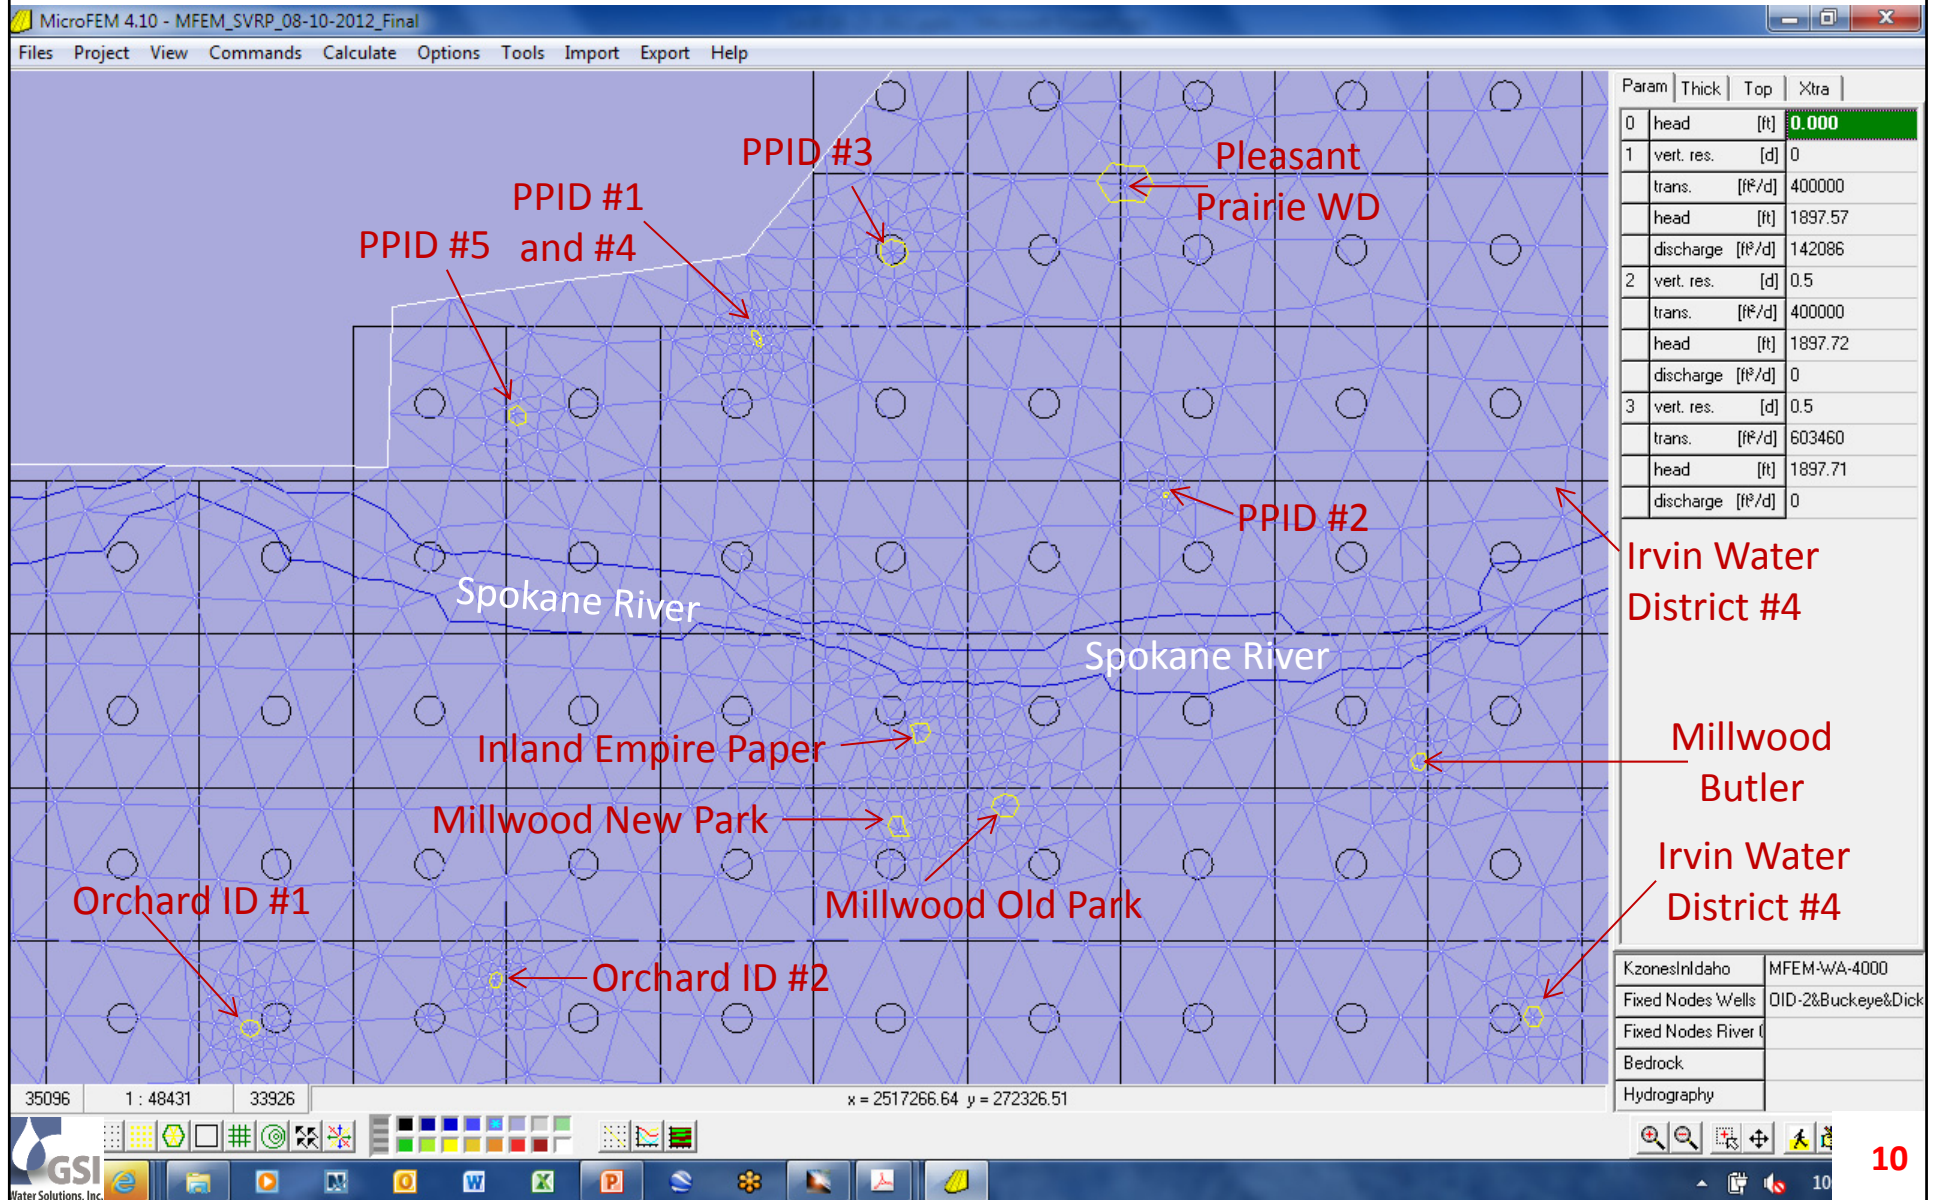 MicroFEM 4.10 - MFEM_SVRP_08-10-2012_Final
Files Project View Commands Calculate Options Tools Import Export Help
Param Thick Top Xtra
0 head [ft] 0.000
1 vert. res. [d] 0
trans. [ft²/d] 400000
head [ft] 1897.57
discharge [ft³/d] 142086
2 vert. res. [d] 0.5
trans. [ft²/d] 400000
head [ft] 1897.72
discharge [ft³/d] 0
3 vert. res. [d] 0.5
trans. [ft²/d] 603460
head [ft] 1897.71
discharge [ft³/d] 0
PPID #3
Pleasant
Prairie WD
PPID #1
and #4
PPID #5
PPID #2
Irvin Water
District #4
Spokane River
Spokane River
Inland Empire Paper
Millwood
Butler
Millwood New Park
Millwood Old Park
Irvin Water
District #4
Orchard ID #1
Orchard ID #2
KzonesInIdaho MFEM-WA-4000
Fixed Nodes Wells OID-2&Buckeye&Dick
Fixed Nodes River
Bedrock
Hydrography
35096 1 : 48431 33926 x = 2517266.64 y = 272326.51
GSI
Water Solutions, Inc.
10
10